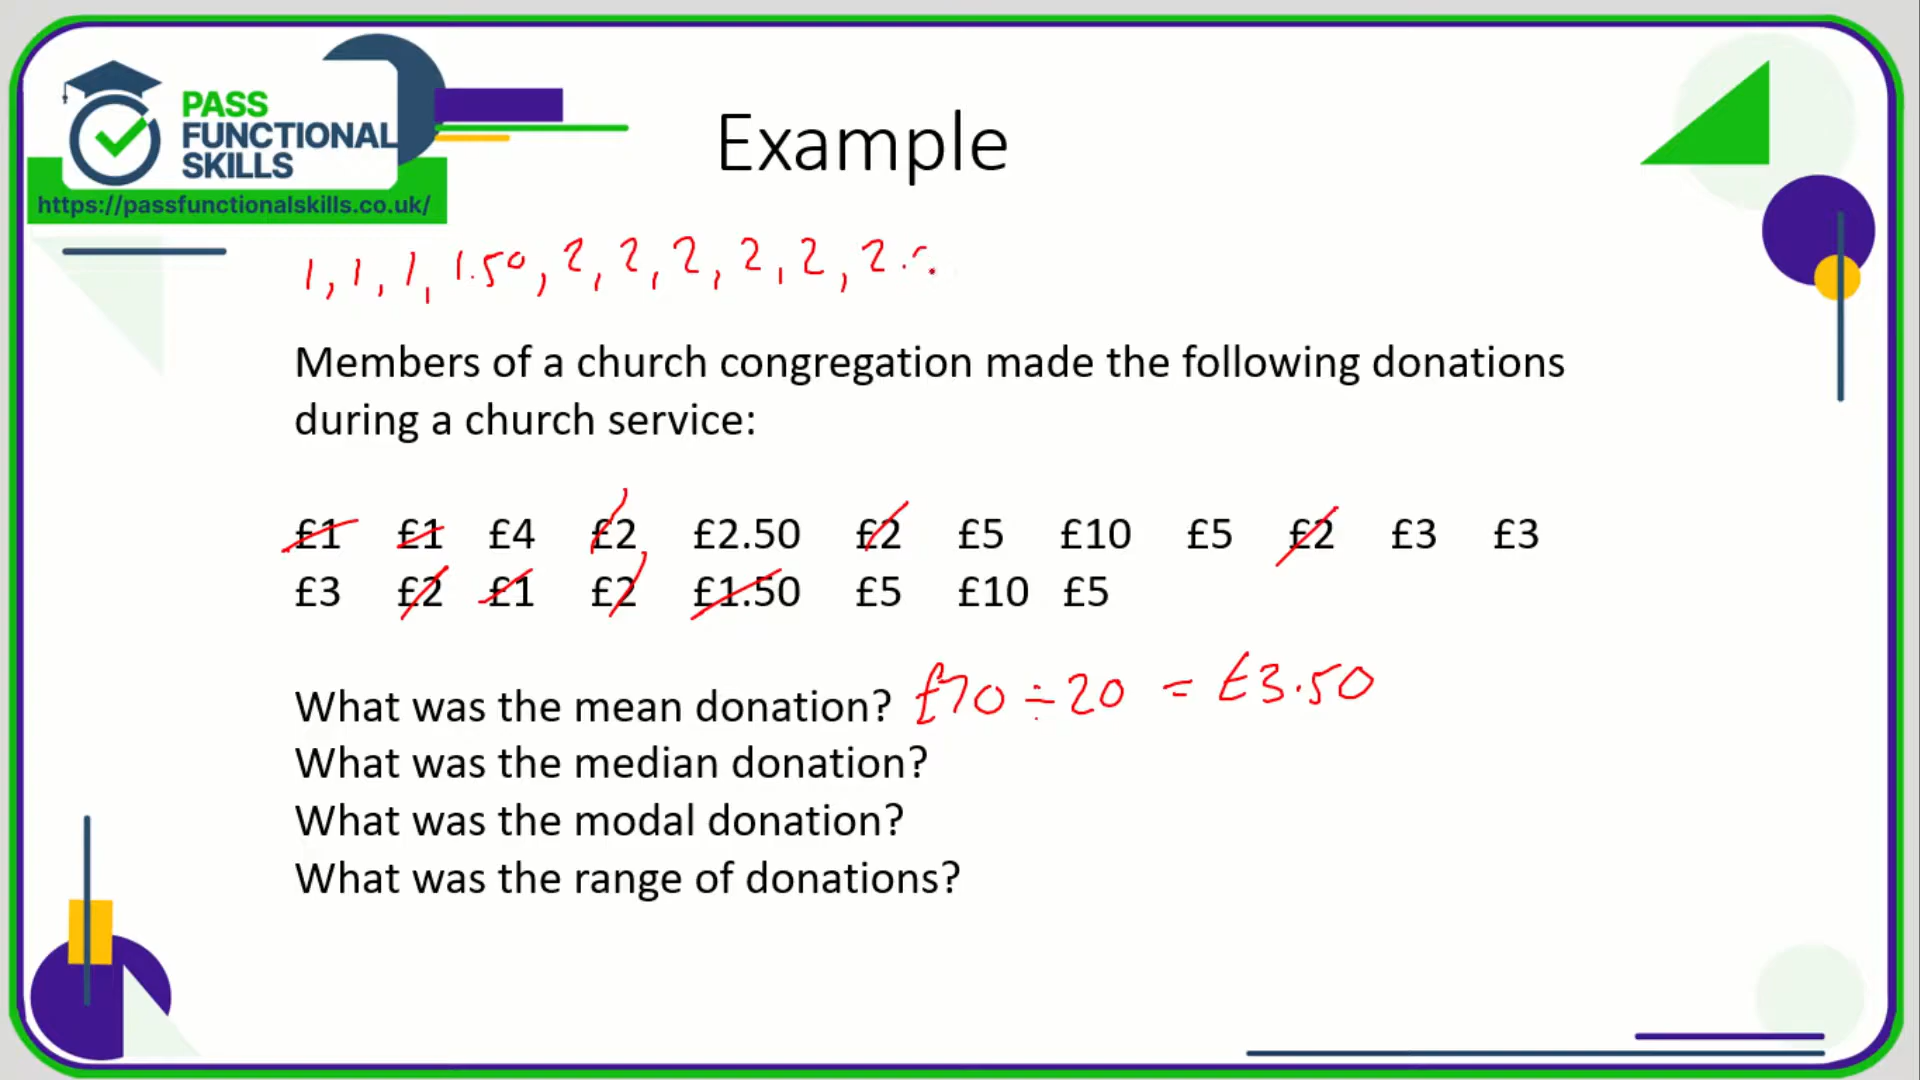 PASS
FUNCTIONAL
SKILLS
https://passfunctionalskills.co.uk/
Example
1, 1, 1, 1.50, 2, 2, 2, 2, 2, 2.
Members of a church congregation made the following donations
during a church service:
£1 £1 £4 £2 £2.50 £2 £5 £10 £5 £2 £3 £3
£3 £2 £1 £2 £1.50 £5 £10 £5
What was the mean donation? £70 ÷ 20 = £3.50
What was the median donation?
What was the modal donation?
What was the range of donations?